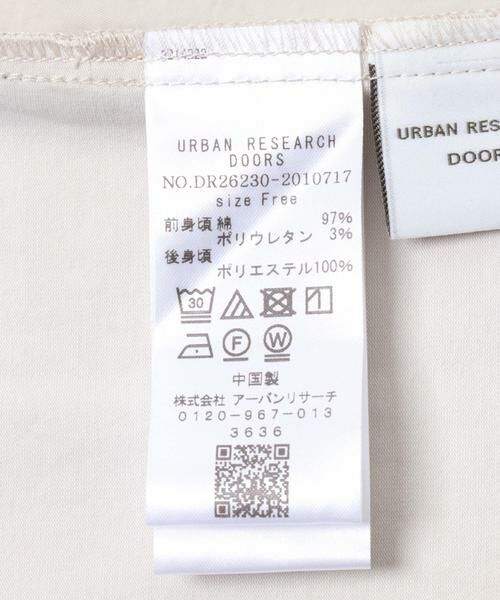 URBAN RESEARCH
DOORS
NO.DR26230-2010717
size Free
前身頃 綿 97%
ポリウレタン 3%
後身頃
ポリエステル100%
30
F W
中国製
株式会社 アーバンリサーチ
0120-967-013
3636
URBAN RES
DOOR